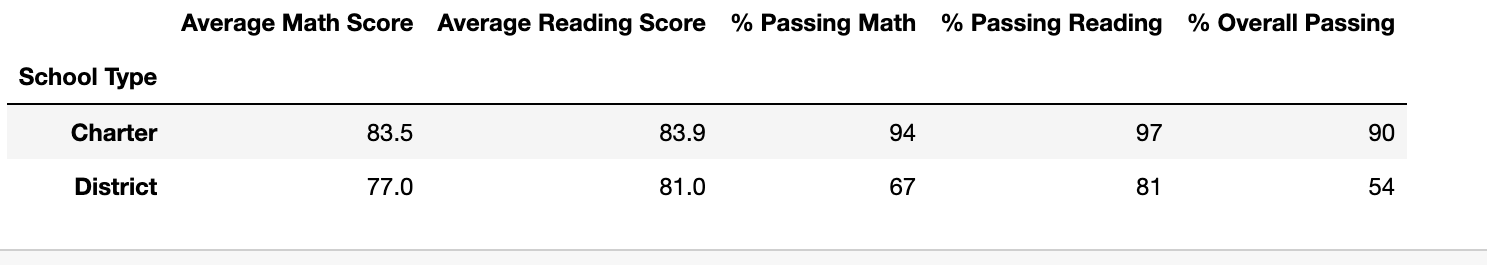 Average Math Score Average Reading Score % Passing Math % Passing Reading % Overall Passing
School Type
Charter 83.5 83.9 94 97 90
District 77.0 81.0 67 81 54